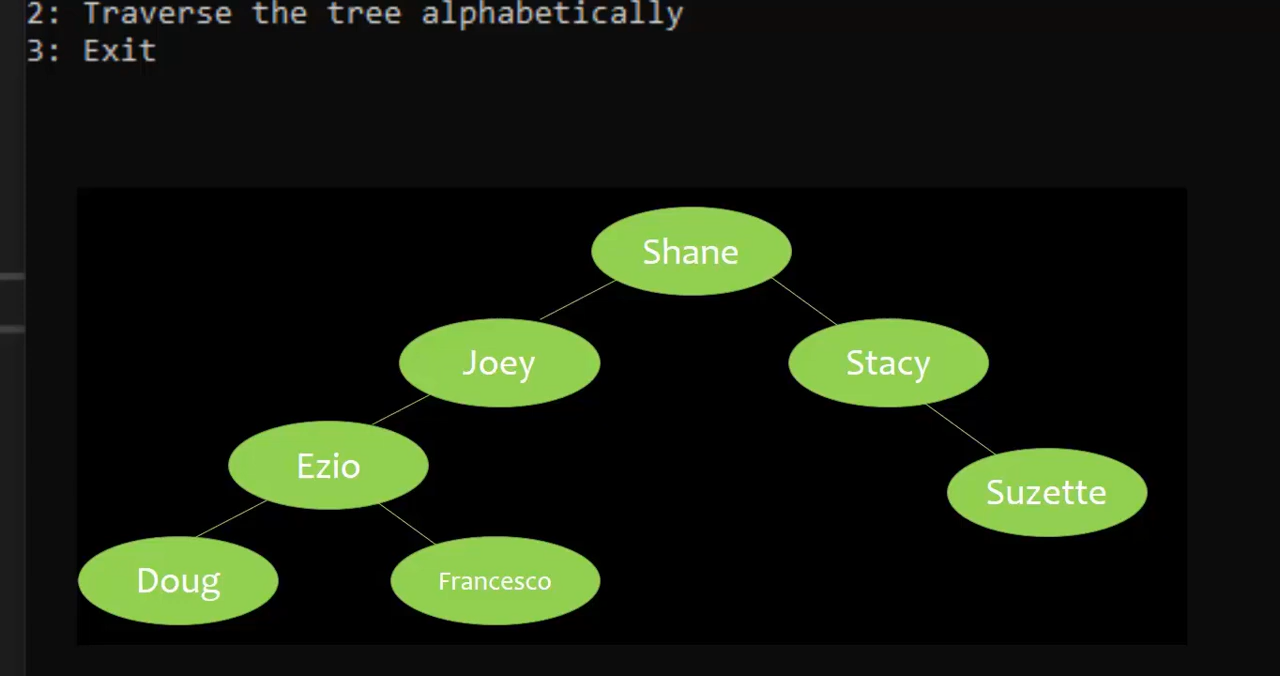 2: Traverse the tree alphabetically
3: Exit
Shane
Joey
Stacy
Ezio
Suzette
Doug
Francesco